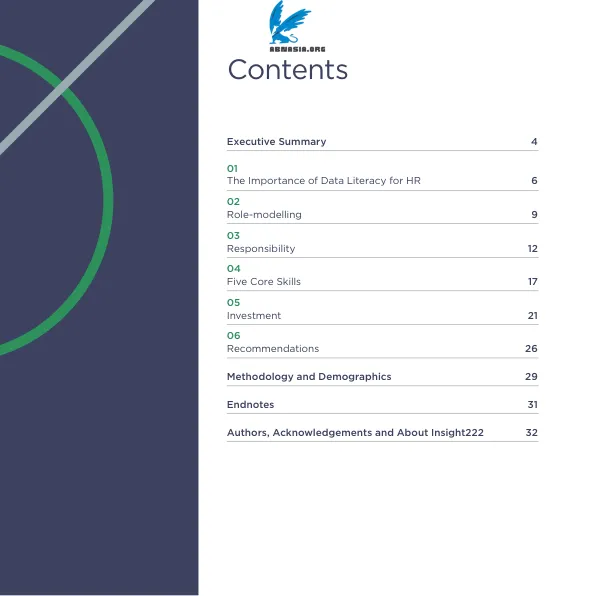 ABNASIA.ORG
Contents
Executive Summary 4
01
The Importance of Data Literacy for HR 6
02
Role-modelling 9
03
Responsibility 12
04
Five Core Skills 17
05
Investment 21
06
Recommendations 26
Methodology and Demographics 29
Endnotes 31
Authors, Acknowledgements and About Insight222 32